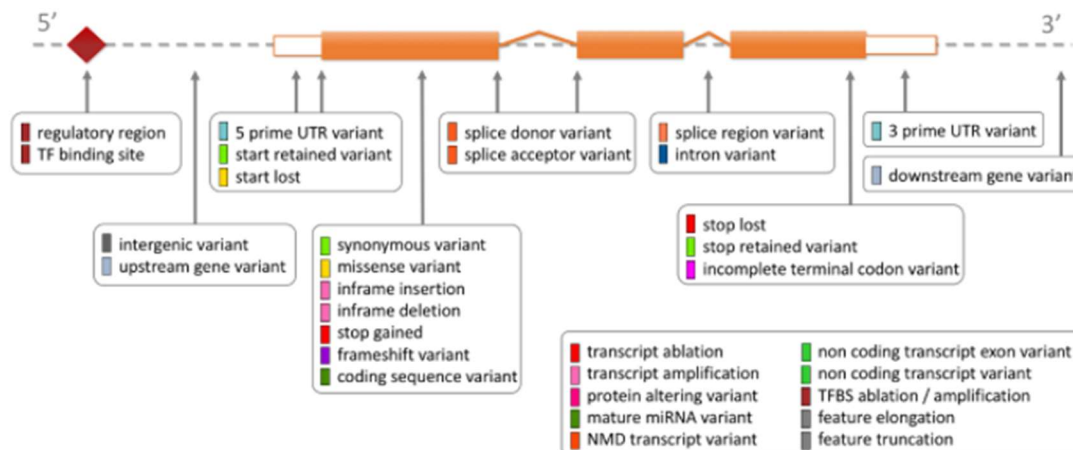 5’
3’
regulatory region
TF binding site
5 prime UTR variant
start retained variant
start lost
splice donor variant
splice acceptor variant
splice region variant
intron variant
3 prime UTR variant
downstream gene variant
intergenic variant
upstream gene variant
synonymous variant
missense variant
inframe insertion
inframe deletion
stop gained
frameshift variant
coding sequence variant
stop lost
stop retained variant
incomplete terminal codon variant
transcript ablation
transcript amplification
protein altering variant
mature miRNA variant
NMD transcript variant
non coding transcript exon variant
non coding transcript variant
TFBS ablation / amplification
feature elongation
feature truncation